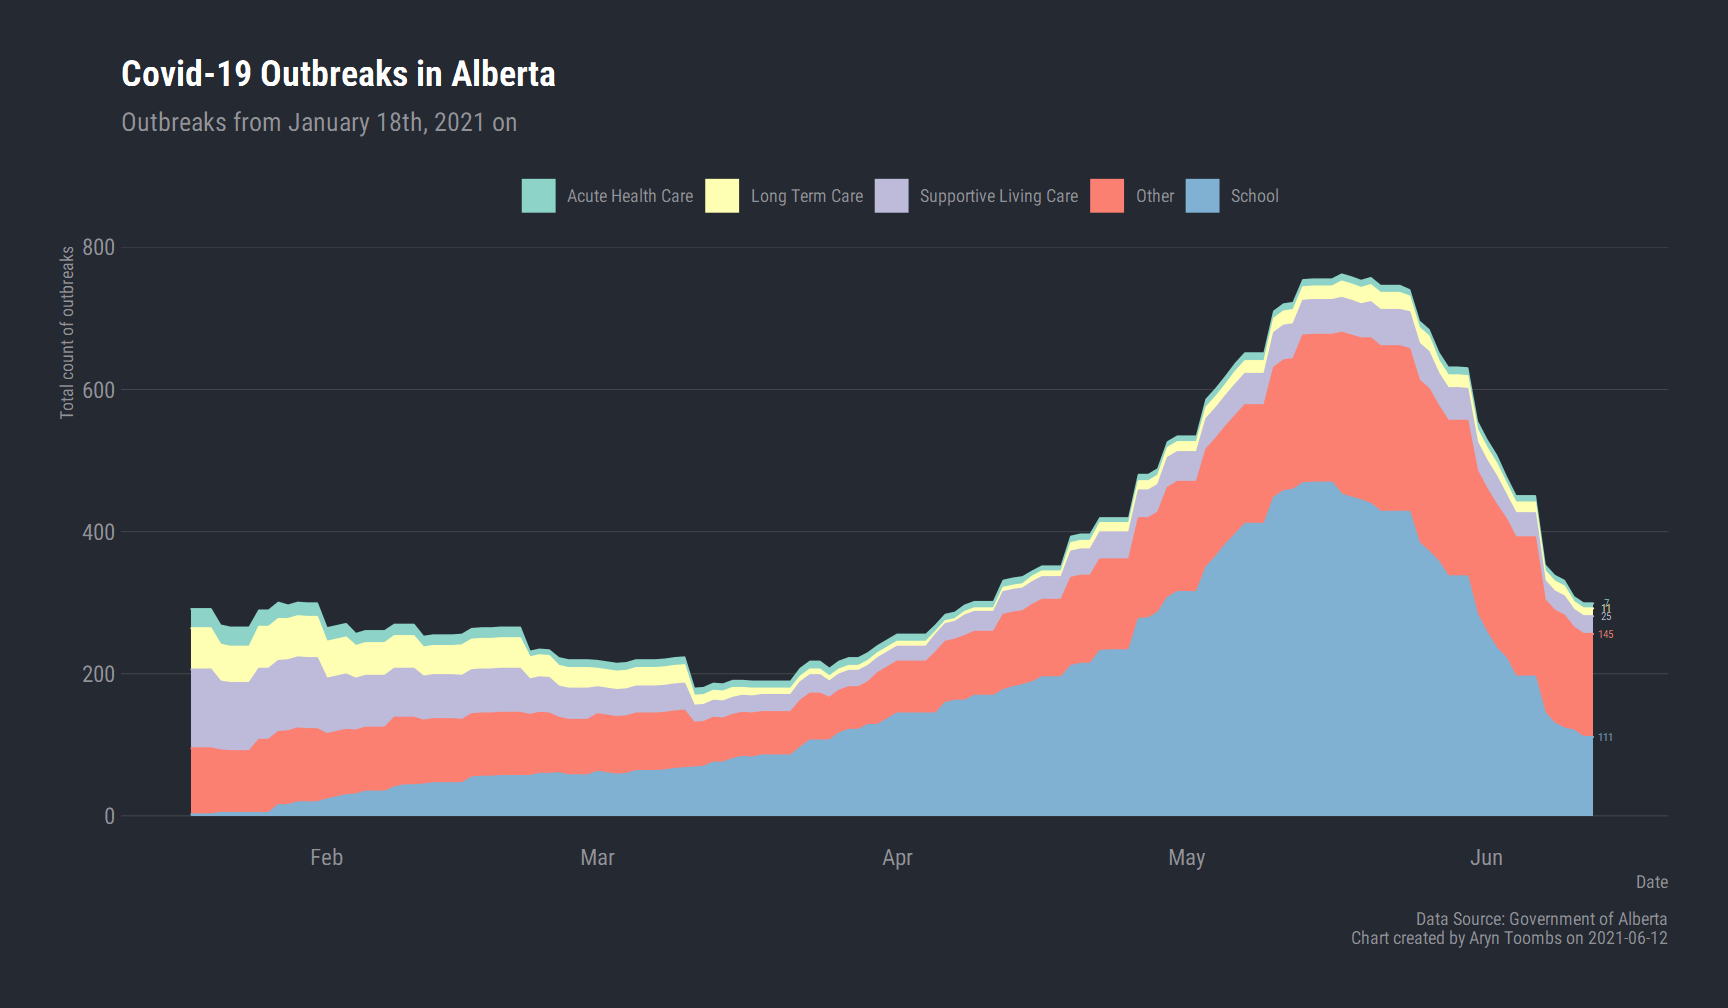 Covid-19 Outbreaks in Alberta
Outbreaks from January 18th, 2021 on
Acute Health Care Long Term Care Supportive Living Care Other School
Total count of outbreaks
800
600
400
200
0
7
11
25
145
111
Feb Mar Apr May Jun
Date
Data Source: Government of Alberta
Chart created by Aryn Toombs on 2021-06-12